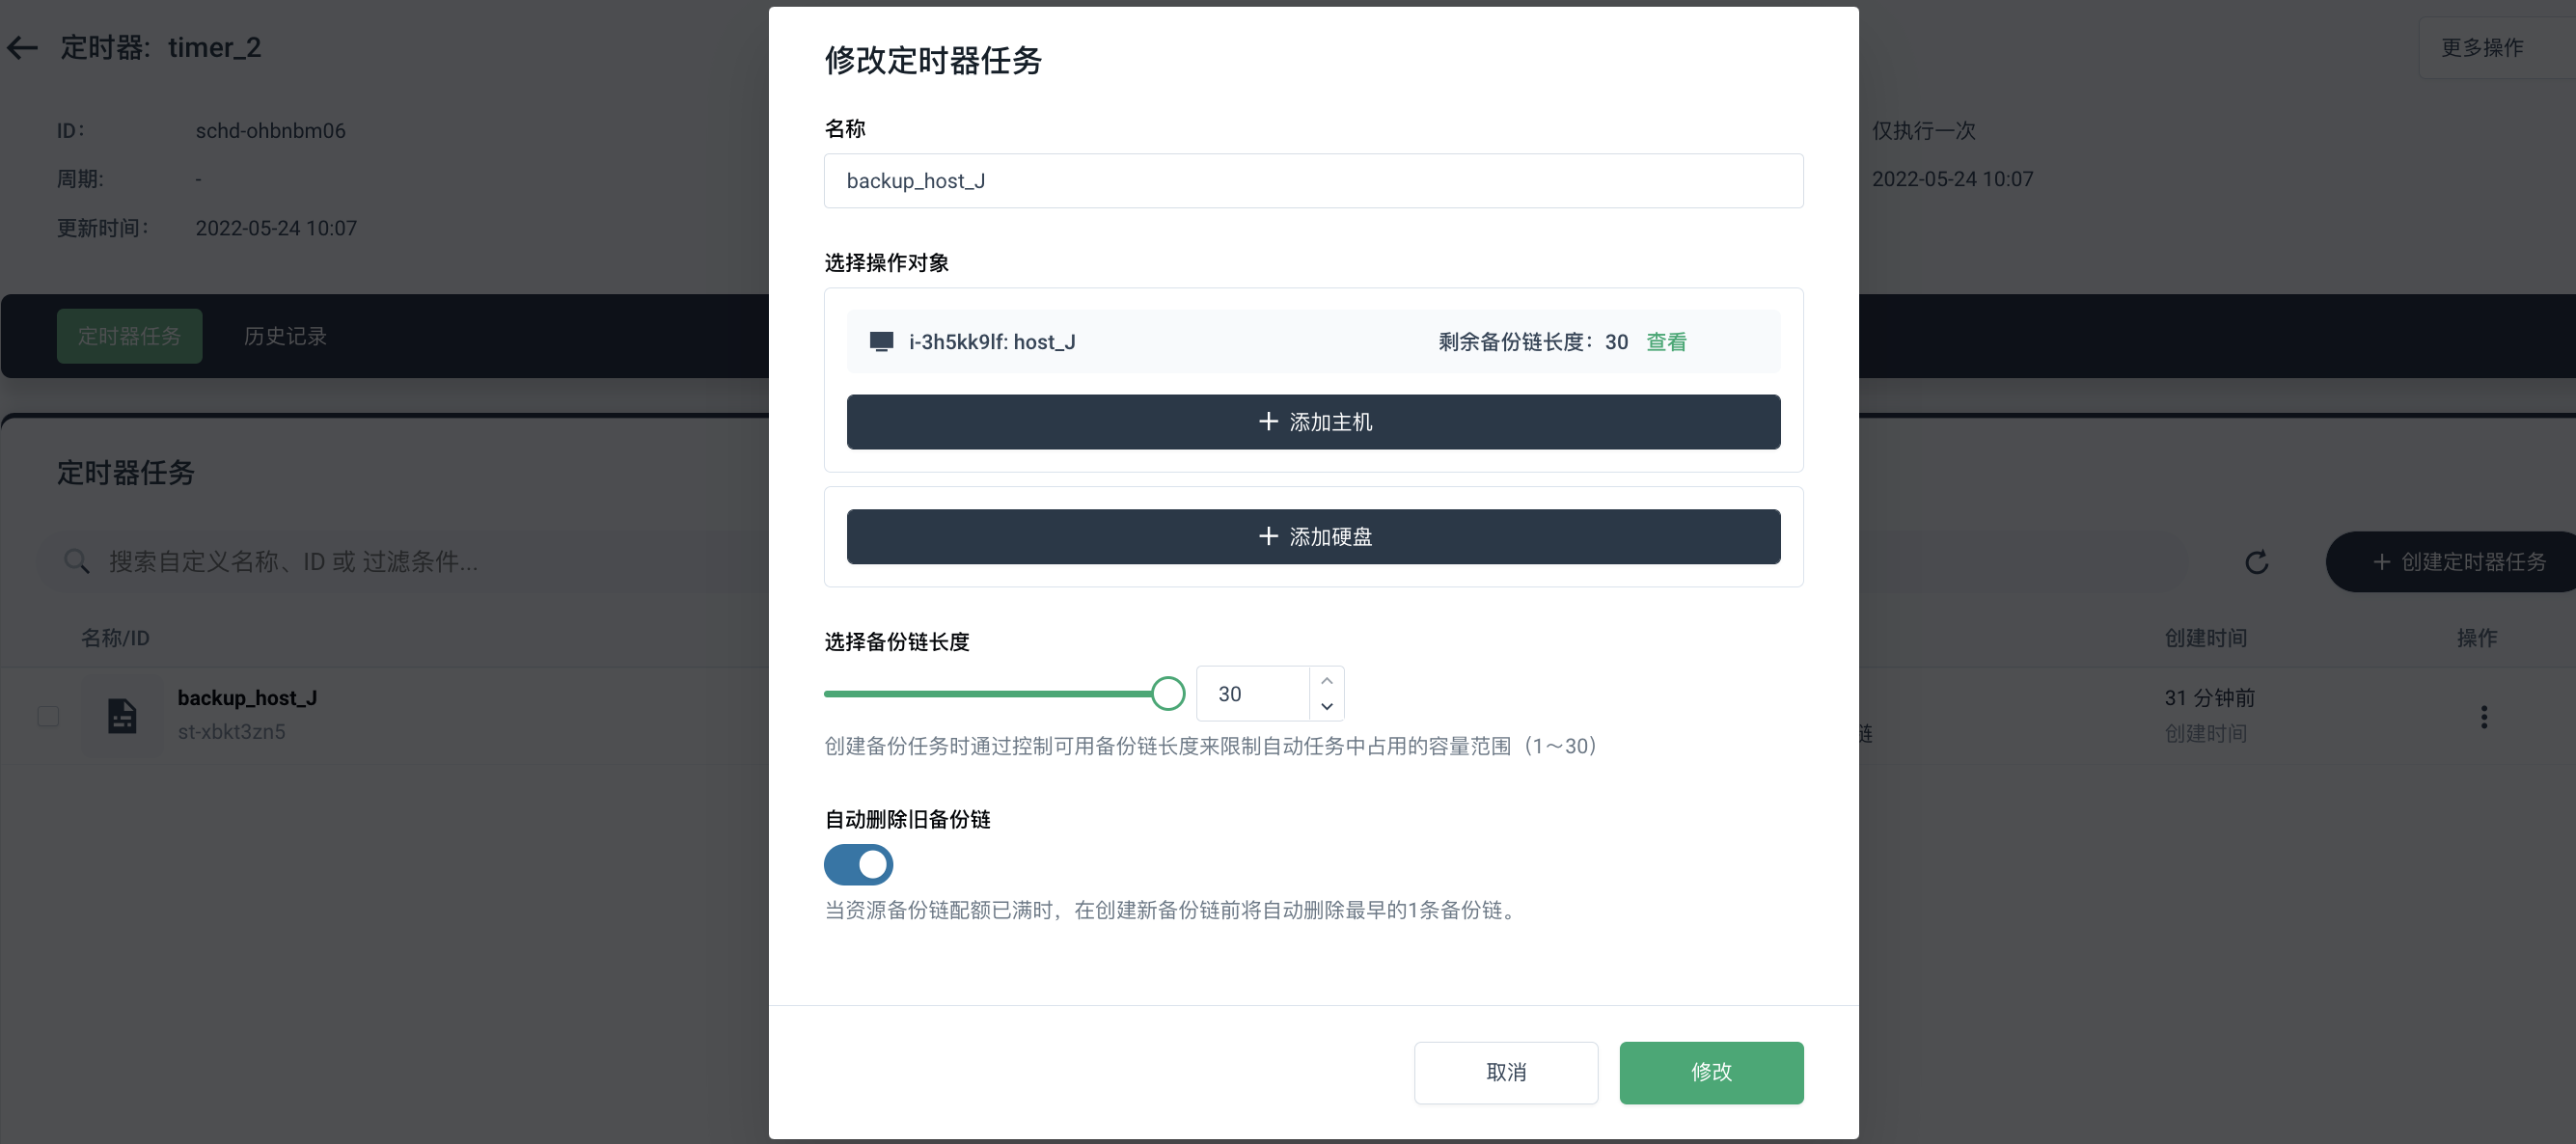 定时器: timer_2
更多操作
ID: schd-ohbnbm06
仅执行一次
周期: -
2022-05-24 10:07
更新时间: 2022-05-24 10:07
定时器任务 历史记录
定时器任务
搜索自定义名称、ID 或 过滤条件...
创建定时器任务
名称/ID
创建时间 操作
backup_host_J
st-xbkt3zn5
31 分钟前
链 创建时间
修改定时器任务
名称
backup_host_J
选择操作对象
i-3h5kk9lf: host_J 剩余备份链长度: 30 查看
添加主机
添加硬盘
选择备份链长度
30
创建备份任务时通过控制可用备份链长度来限制自动任务中占用的容量范围（1～30）
自动删除旧备份链
当资源备份链配额已满时，在创建新备份链前将自动删除最早的1条备份链。
取消 修改